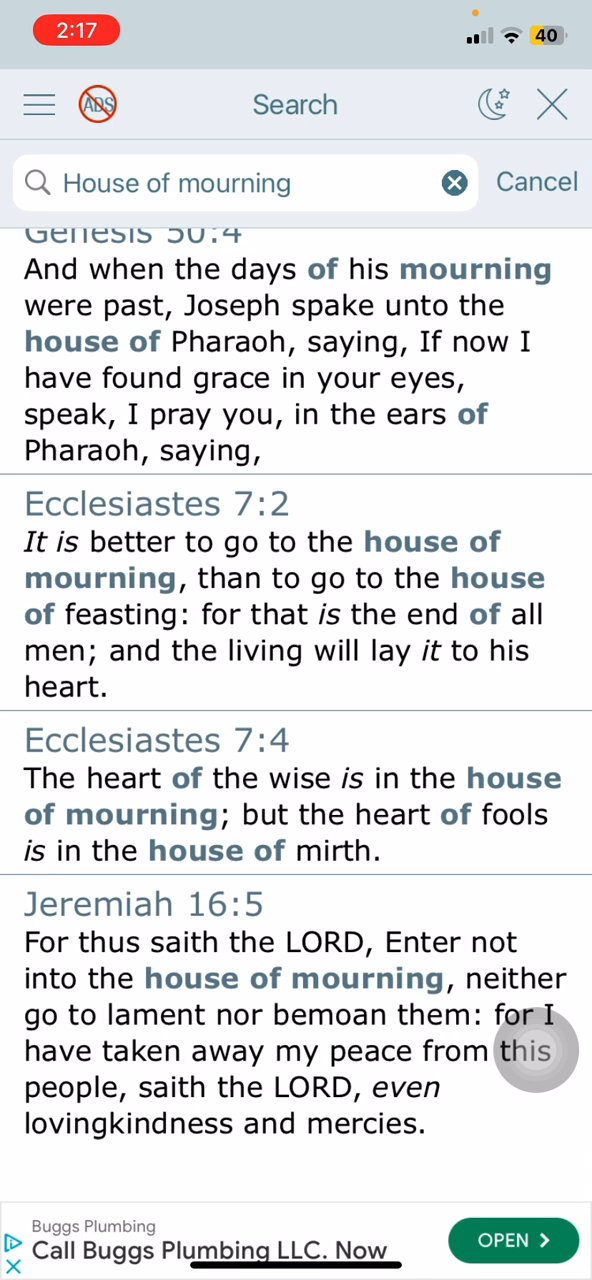 2:17
40
ADS
Search
House of mourning
Cancel
Genesis 50:4
And when the days of his mourning
were past, Joseph spake unto the
house of Pharaoh, saying, If now I
have found grace in your eyes,
speak, I pray you, in the ears of
Pharaoh, saying,
Ecclesiastes 7:2
It is better to go to the house of
mourning, than to go to the house
of feasting: for that is the end of all
men; and the living will lay it to his
heart.
Ecclesiastes 7:4
The heart of the wise is in the house
of mourning; but the heart of fools
is in the house of mirth.
Jeremiah 16:5
For thus saith the LORD, Enter not
into the house of mourning, neither
go to lament nor bemoan them: for I
have taken away my peace from this
people, saith the LORD, even
lovingkindness and mercies.
Buggs Plumbing
Call Buggs Plumbing LLC. Now
OPEN